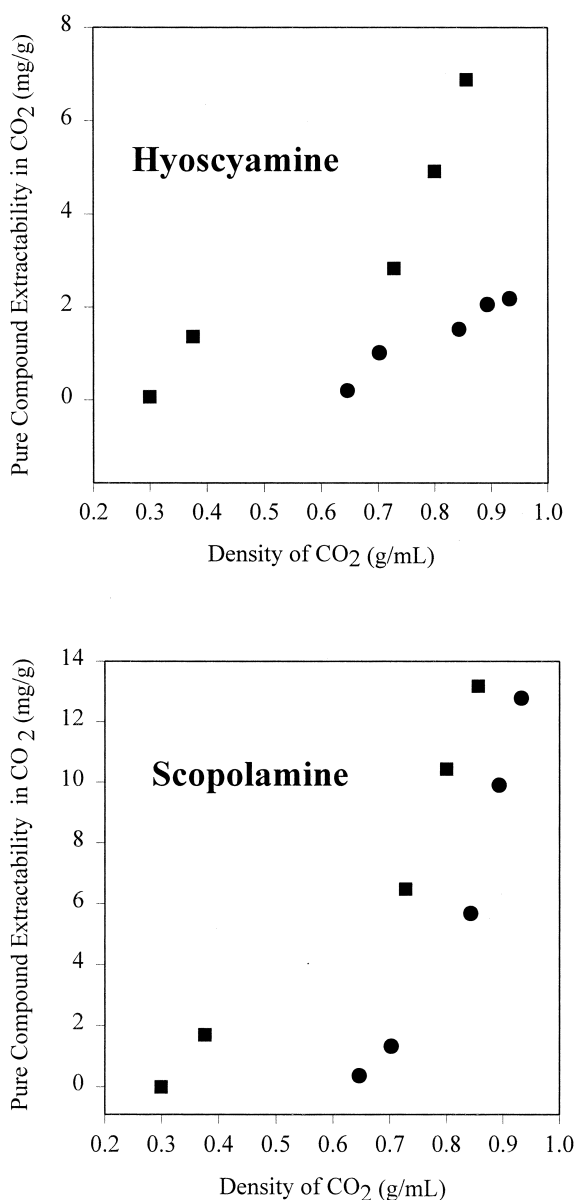 8
6
4
2
0
Pure Compound Extractability in CO2 (mg/g)
Hyoscyamine
0.2 0.3 0.4 0.5 0.6 0.7 0.8 0.9 1.0
Density of CO2 (g/mL)
14
12
10
8
6
4
2
0
Pure Compound Extractability in CO 2 (mg/g)
Scopolamine
0.2 0.3 0.4 0.5 0.6 0.7 0.8 0.9 1.0
Density of CO2 (g/mL)